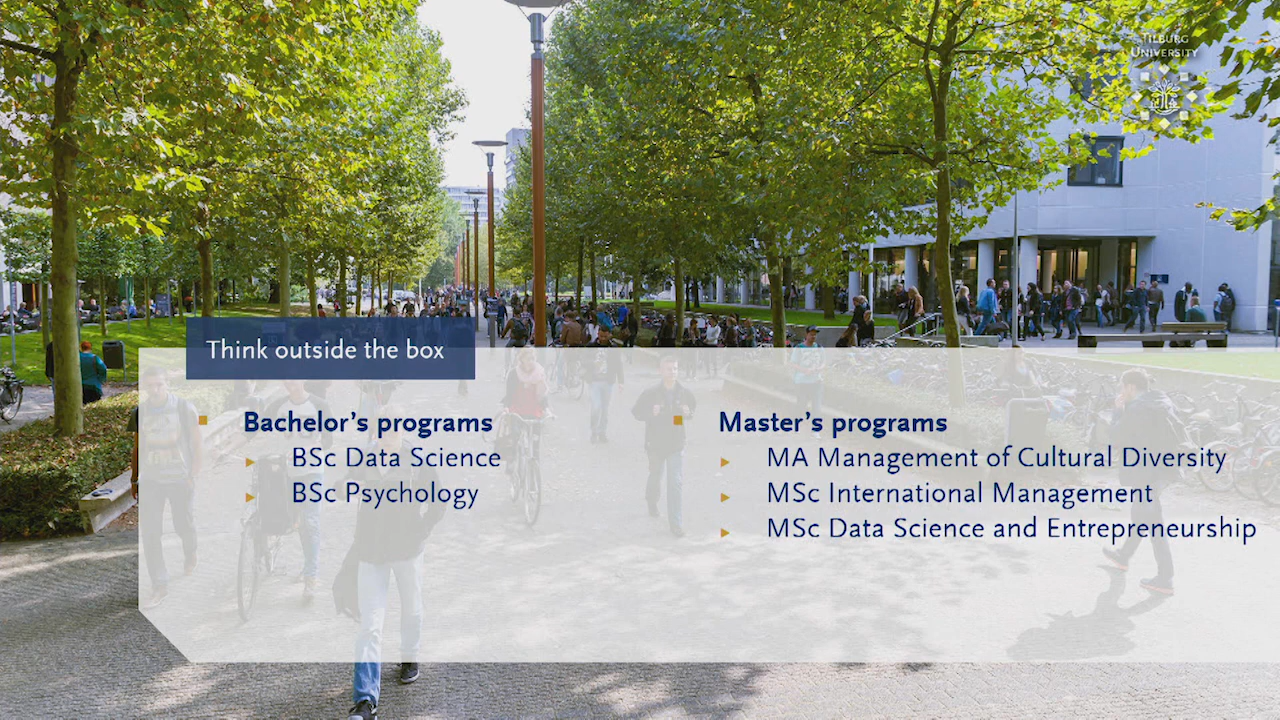 TILBURG
UNIVERSITY
Think outside the box
Bachelor's programs
BSc Data Science
BSc Psychology
Master's programs
MA Management of Cultural Diversity
MSc International Management
MSc Data Science and Entrepreneurship